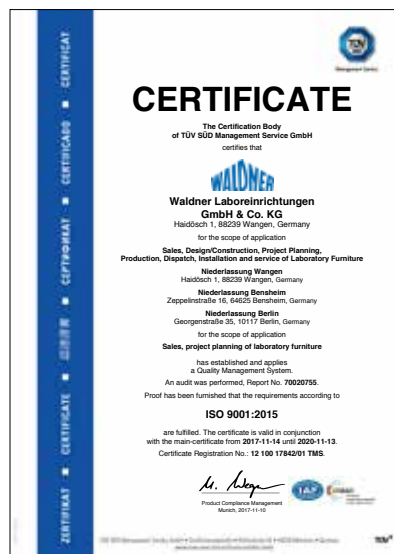 TÜV
Management Service
CERTIFICATE
The Certification Body
of TÜV SÜD Management Service GmbH
certifies that
WALDNER
Waldner Laboreinrichtungen
GmbH & Co. KG
Haidösch 1, 88239 Wangen, Germany
for the scope of application
Sales, Design/Construction, Project Planning,
Production, Dispatch, Installation and service of Laboratory Furniture
Niederlassung Wangen
Haidösch 1, 88239 Wangen, Germany
Niederlassung Bensheim
Zeppelinstraße 16, 64625 Bensheim, Germany
Niederlassung Berlin
Georgenstraße 35, 10117 Berlin, Germany
for the scope of application
Sales, project planning of laboratory furniture
has established and applies
a Quality Management System.
An audit was performed, Report No. 70020755.
Proof has been furnished that the requirements according to
ISO 9001:2015
are fulfilled. The certificate is valid in conjunction
with the main-certificate from 2017-11-14 until 2020-11-13.
Certificate Registration No.: 12 100 17842/01 TMS.
Product Compliance Management
Munich, 2017-11-10
IAF
TÜV®
ZERTIFIKAT ■ CERTIFICATE ■
■ СЕРТИФИКАТ ■ CERTIFICADO ■ CERTIFICAT